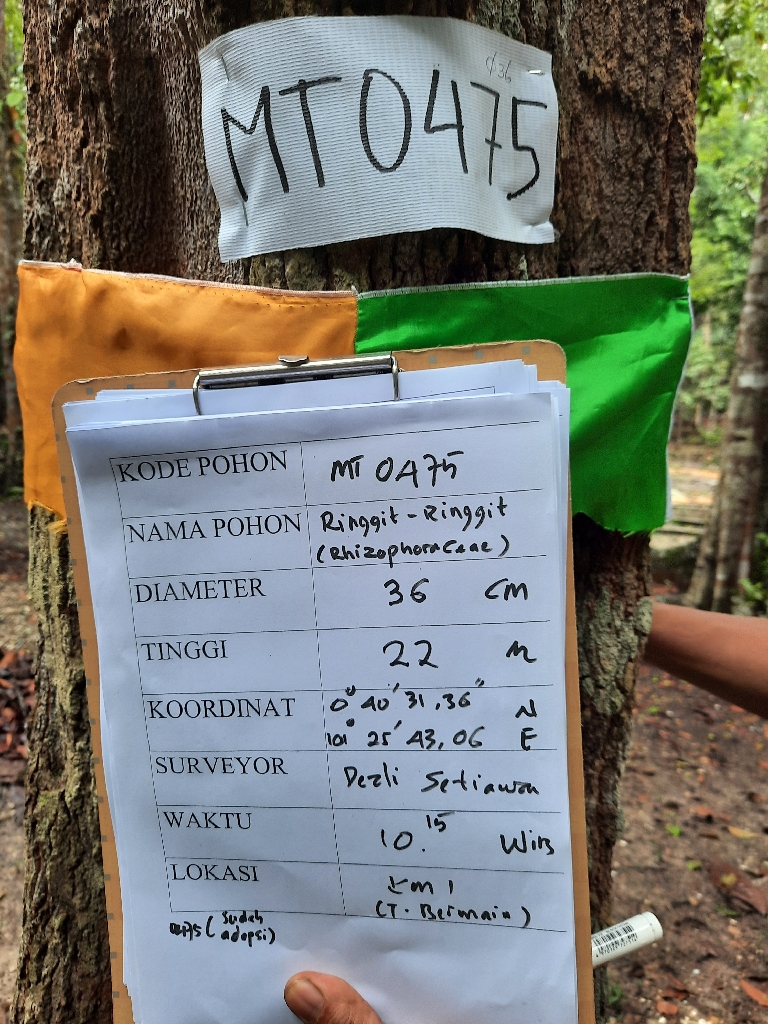 ¢36
MT0475
KODE POHON MT 0475
NAMA POHON Ringgit - Ringgit
(Rhizophoraceae)
DIAMETER 36 cm
TINGGI 22 m
KOORDINAT 0° 40' 31,36" N
101° 25' 43,06 E
SURVEYOR Dezli Setiawan
WAKTU 10.15 Wib
LOKASI km 1
(T. Bermain)
0475 (Sudah
adopsi)